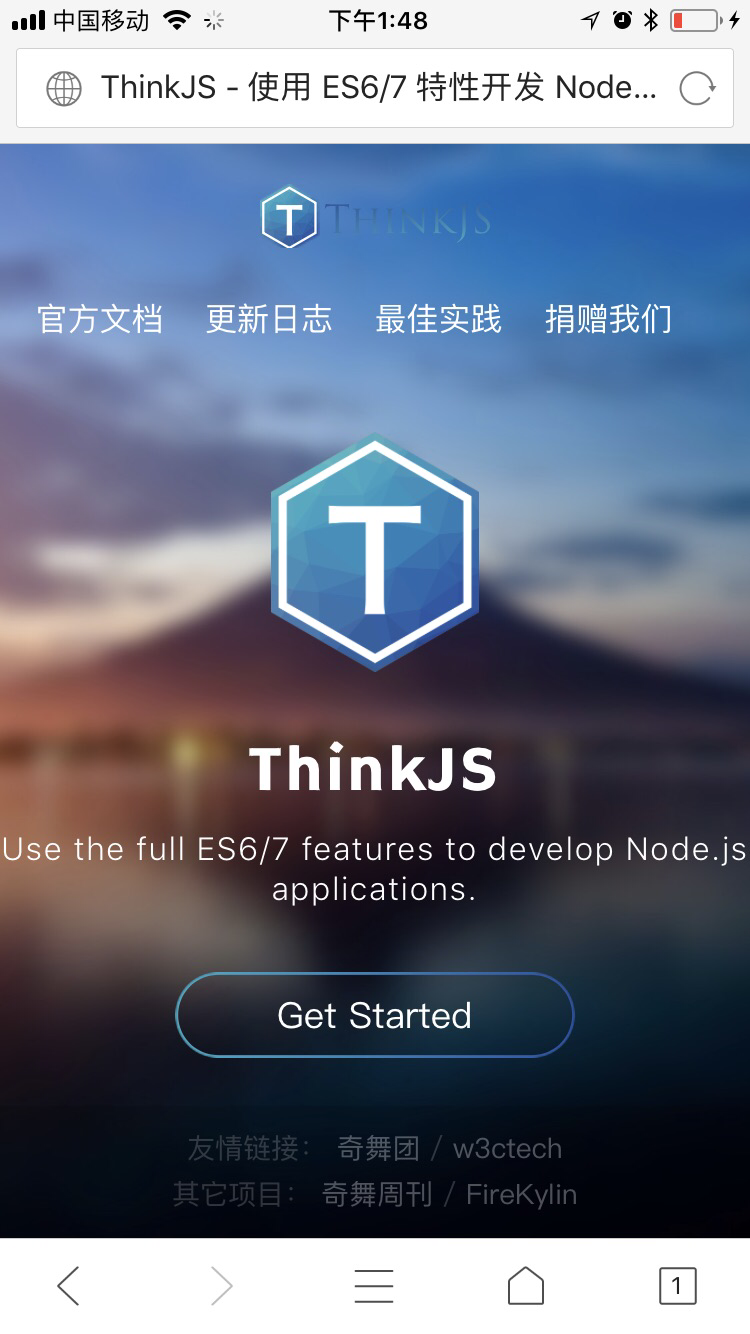 中国移动 下午1:48
ThinkJS - 使用 ES6/7 特性开发 Node...
T THINKJS
官方文档 更新日志 最佳实践 捐赠我们
T
ThinkJS
Use the full ES6/7 features to develop Node.js
applications.
Get Started
友情链接： 奇舞团 / w3ctech
其它项目： 奇舞周刊 / FireKylin
1